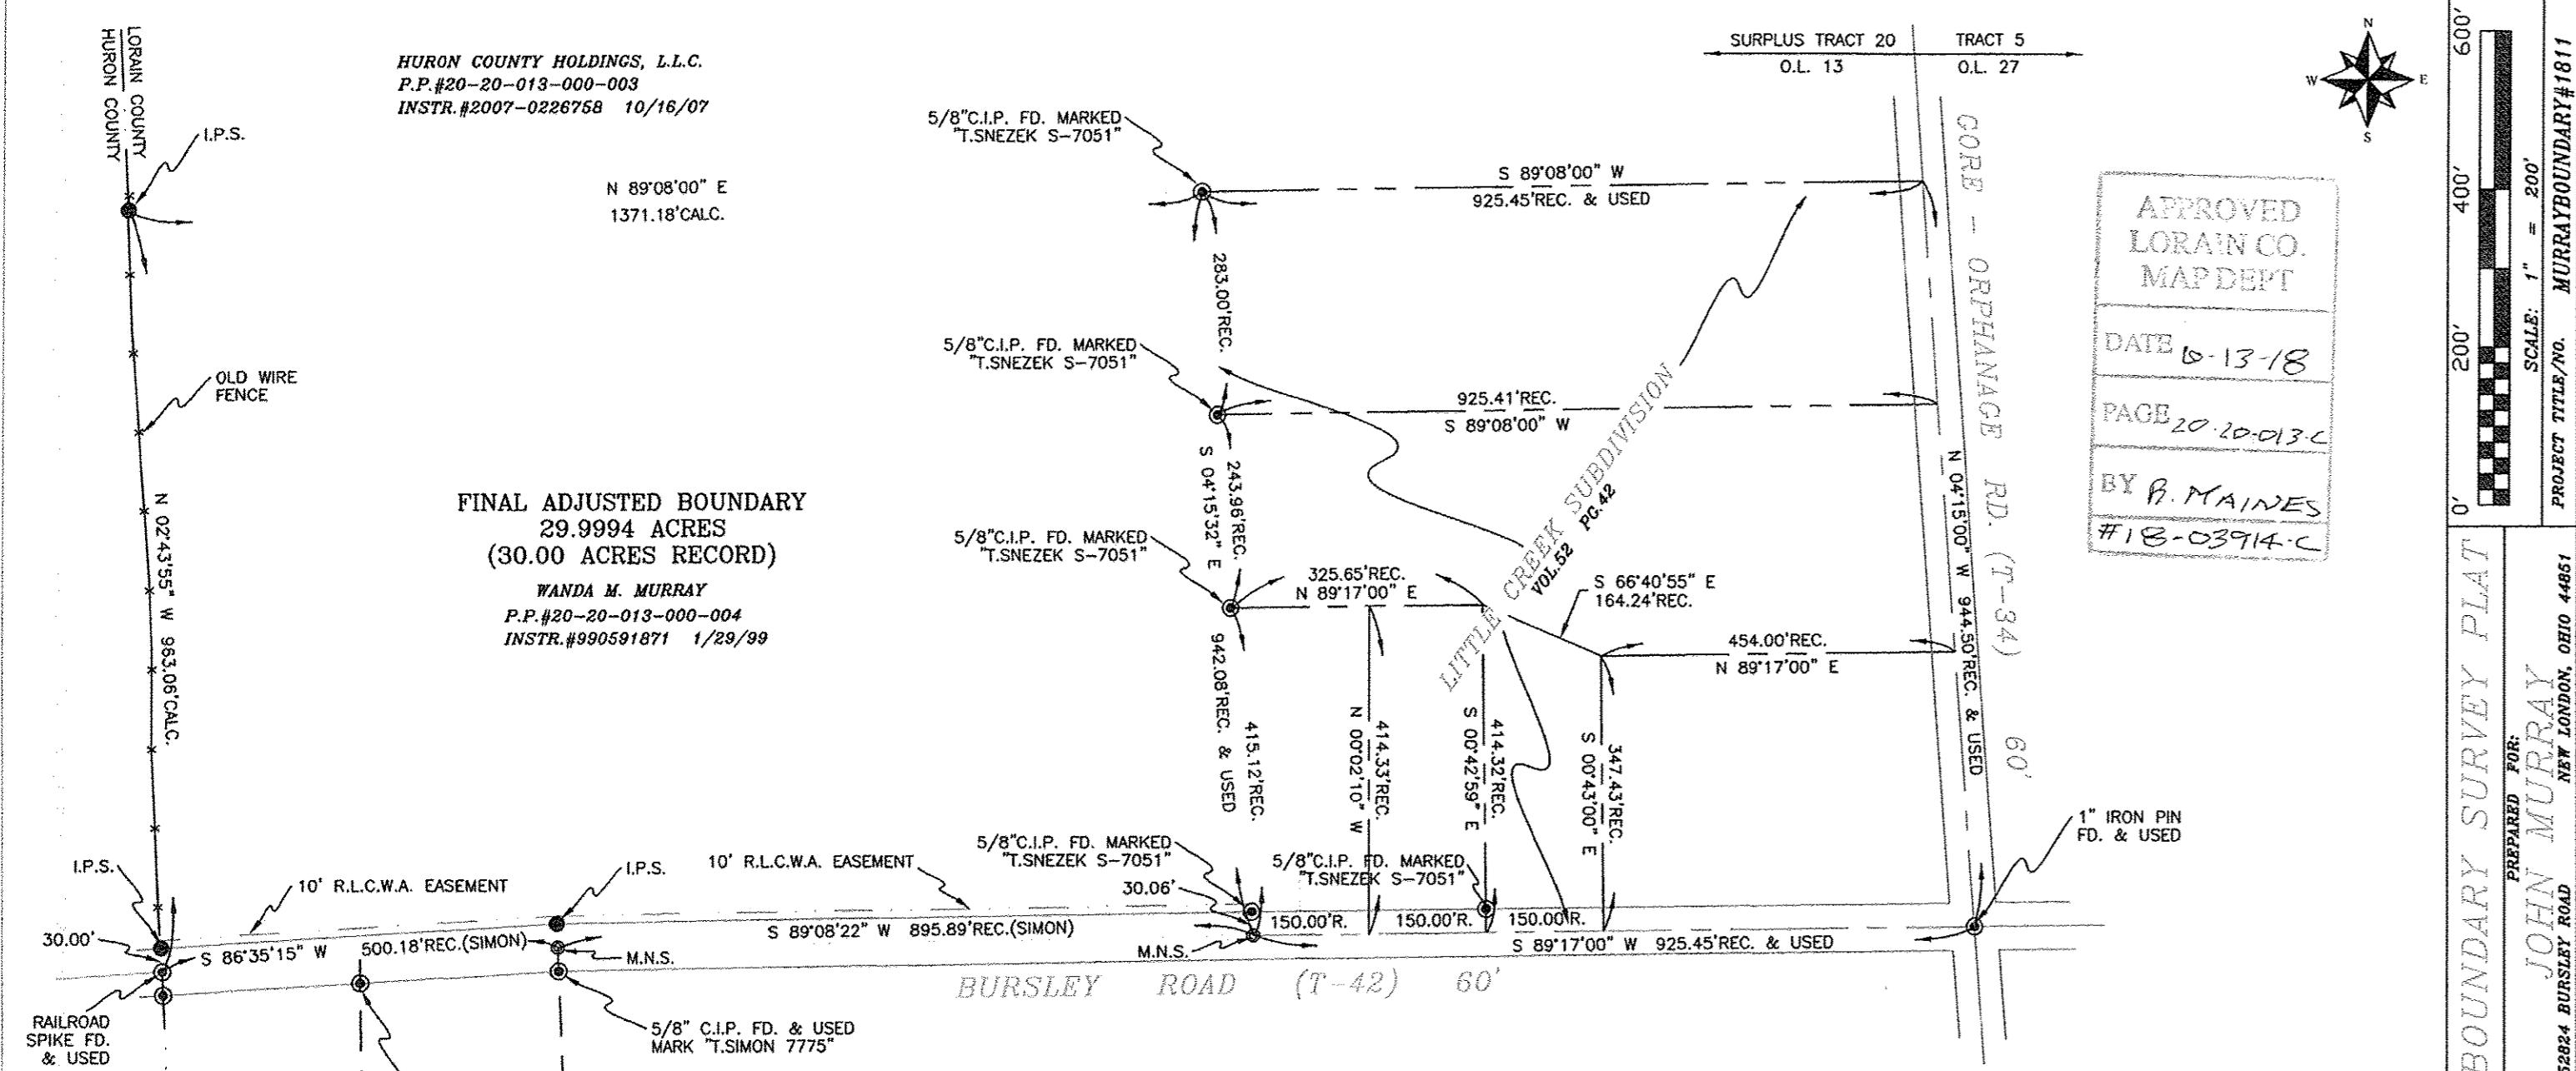 LORAIN COUNTY
HURON COUNTY
HURON COUNTY HOLDINGS, L.L.C.
P.P.#20-20-013-000-003
INSTR.#2007-0226758 10/16/07
I.P.S.
N 89°08'00" E
1371.18'CALC.
5/8"C.I.P. FD. MARKED
"T.SNEZEK S-7051"
SURPLUS TRACT 20
O.L. 13
TRACT 5
O.L. 27
N
W
E
S
S 89°08'00" W
925.45'REC. & USED
283.00'REC.
GORE - ORPHANAGE RD. (T-34) 60'
APPROVED
LORAIN CO.
MAP DEPT
DATE 6-13-18
PAGE 20-20-013-C
BY R. MAINES
#18-03914-C
OLD WIRE
FENCE
5/8"C.I.P. FD. MARKED
"T.SNEZEK S-7051"
925.41'REC.
S 89°08'00" W
243.96'REC.
S 04°15'32" E
N 02°43'55" W 963.06'CALC.
FINAL ADJUSTED BOUNDARY
29.9994 ACRES
(30.00 ACRES RECORD)
WANDA M. MURRAY
P.P.#20-20-013-000-004
INSTR.#990591871 1/29/99
5/8"C.I.P. FD. MARKED
"T.SNEZEK S-7051"
LITTLE CREEK SUBDIVISION
VOL.52 PG.42
N 04°15'00" W 944.50'REC. & USED
325.65'REC.
N 89°17'00" E
S 66°40'55" E
164.24'REC.
454.00'REC.
N 89°17'00" E
942.08'REC. & USED
415.12'REC.
414.33'REC.
N 00°02'10" W
414.32'REC.
S 00°42'59" E
347.43'REC.
S 00°43'00" E
1" IRON PIN
FD. & USED
I.P.S.
10' R.L.C.W.A. EASEMENT
I.P.S.
10' R.L.C.W.A. EASEMENT
5/8"C.I.P. FD. MARKED
"T.SNEZEK S-7051"
30.06'
5/8"C.I.P. FD. MARKED
"T.SNEZEK S-7051"
150.00'R.
150.00'R.
150.00'R.
30.00'
S 86°35'15" W 500.18'REC.(SIMON)
S 89°08'22" W 895.89'REC.(SIMON)
M.N.S.
M.N.S.
S 89°17'00" W 925.45'REC. & USED
BURSLEY ROAD (T-42) 60'
RAILROAD
SPIKE FD.
& USED
5/8" C.I.P. FD. & USED
MARK "T.SIMON 7775"
0' 200' 400' 600'
SCALE: 1" = 200'
PROJECT TITLE/NO. MURRAYBOUNDARY#1811
BOUNDARY SURVEY PLAT
PREPARED FOR:
JOHN MURRAY
52824 BBURSLEY ROAD NEW LONDON, OHIO 44851